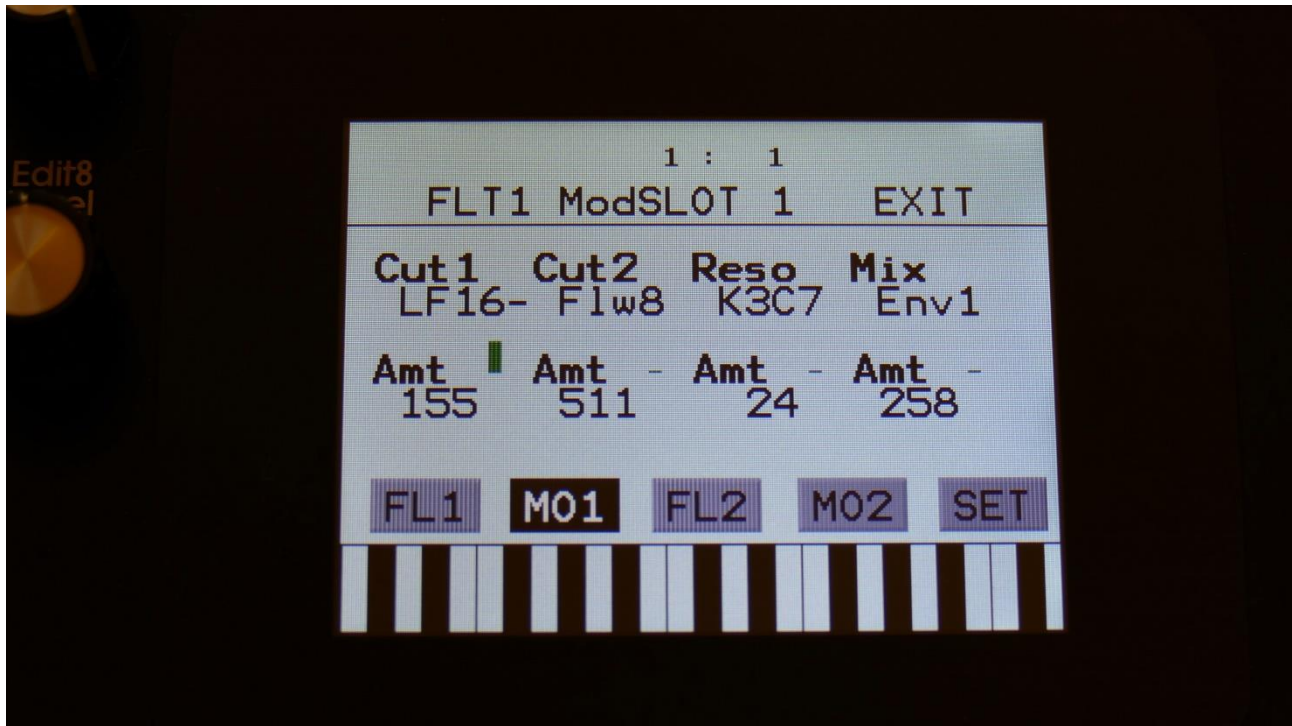 Edit8
el
1 : 1
FLT1 ModSLOT 1 EXIT
Cut1 Cut2 Reso Mix
LF16- Flw8 K3C7 Env1
Amt Amt - Amt - Amt -
155 511 24 258
FL1 MO1 FL2 MO2 SET